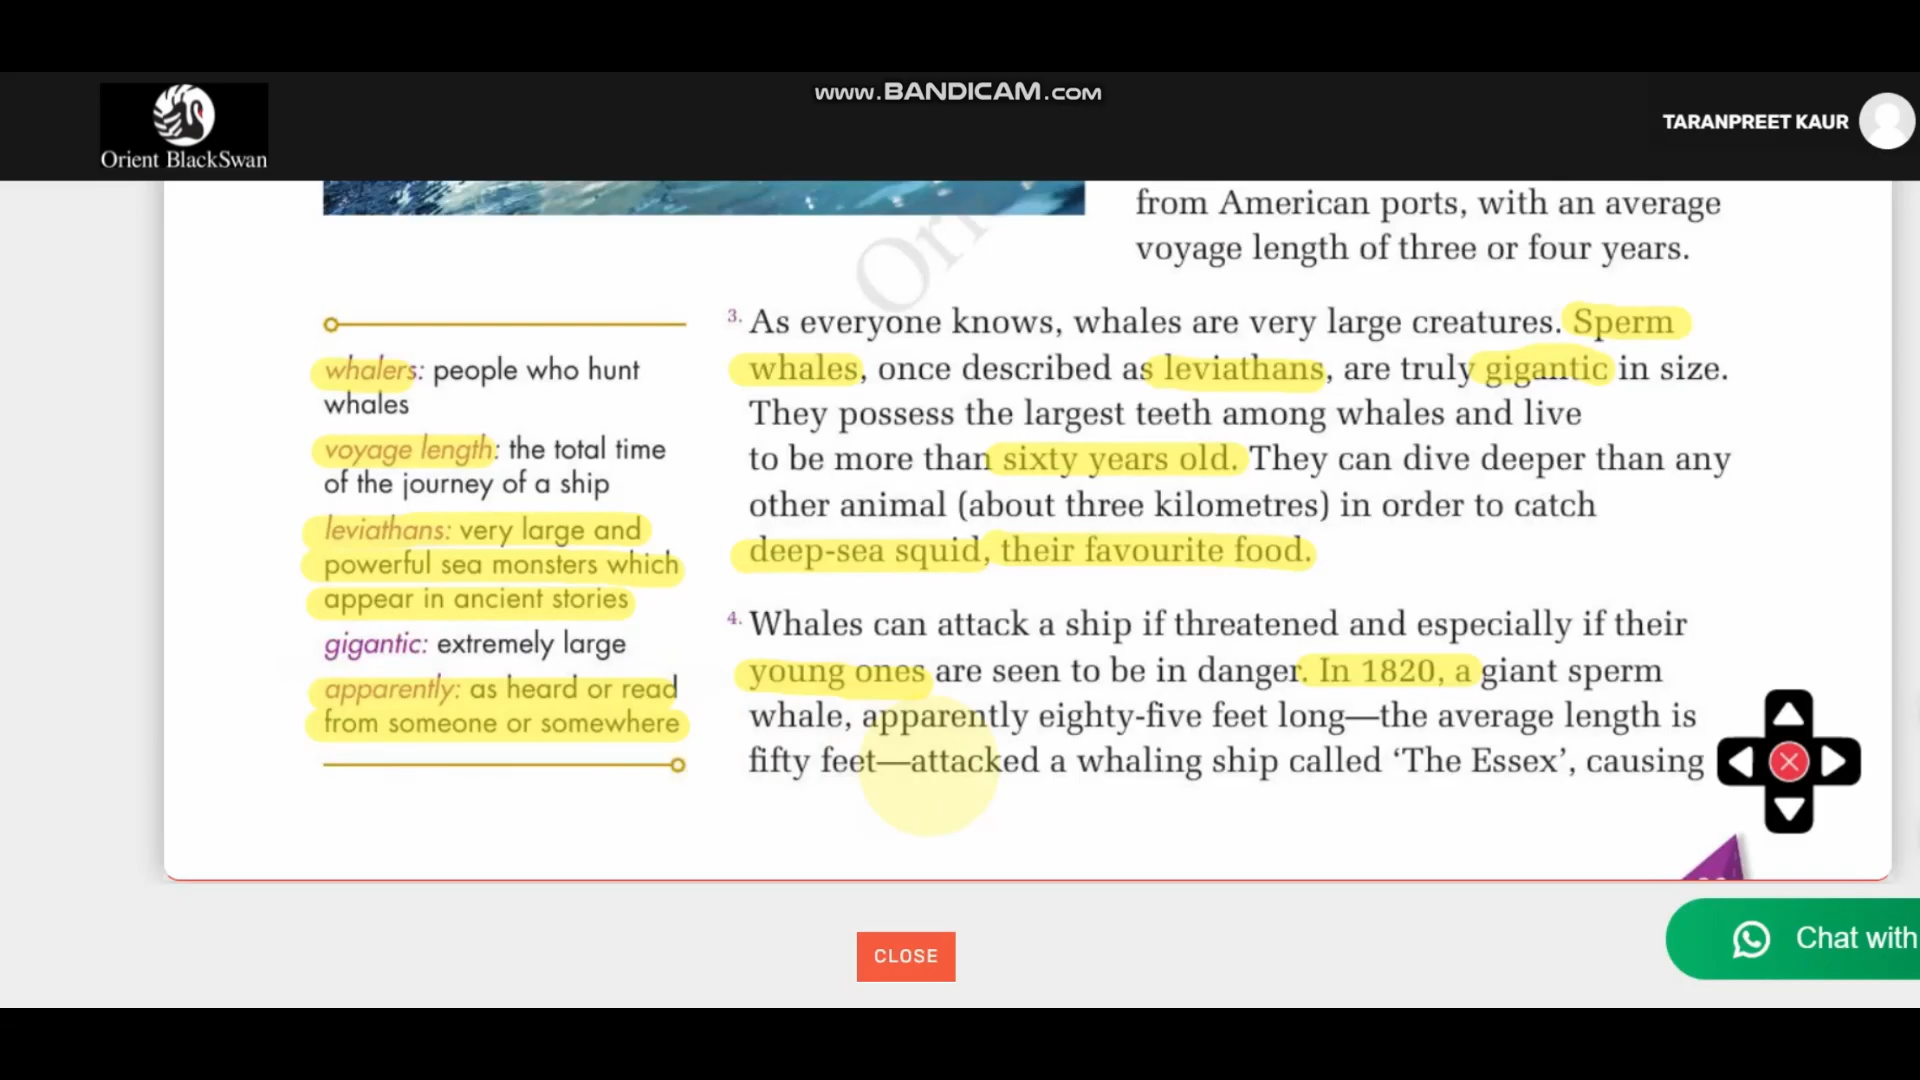 www.BANDICAM.com
Orient BlackSwan
TARANPREET KAUR
from American ports, with an average
voyage length of three or four years.
Ori
whalers: people who hunt
whales
voyage length: the total time
of the journey of a ship
leviathans: very large and
powerful sea monsters which
appear in ancient stories
gigantic: extremely large
apparently: as heard or read
from someone or somewhere
3. As everyone knows, whales are very large creatures. Sperm
whales, once described as leviathans, are truly gigantic in size.
They possess the largest teeth among whales and live
to be more than sixty years old. They can dive deeper than any
other animal (about three kilometres) in order to catch
deep-sea squid, their favourite food.
4. Whales can attack a ship if threatened and especially if their
young ones are seen to be in danger. In 1820, a giant sperm
whale, apparently eighty-five feet long—the average length is
fifty feet—attacked a whaling ship called ‘The Essex’, causing
CLOSE
Chat with